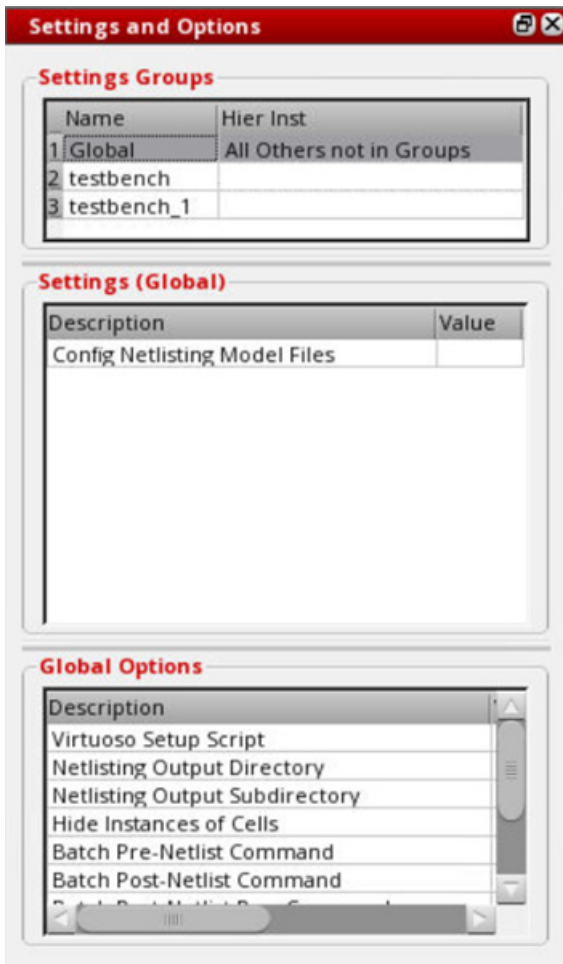 Settings and Options
Settings Groups
Name Hier Inst
1 Global All Others not in Groups
2 testbench
3 testbench_1
Settings (Global)
Description Value
Config Netlisting Model Files
Global Options
Description
Virtuoso Setup Script
Netlisting Output Directory
Netlisting Output Subdirectory
Hide Instances of Cells
Batch Pre-Netlist Command
Batch Post-Netlist Command